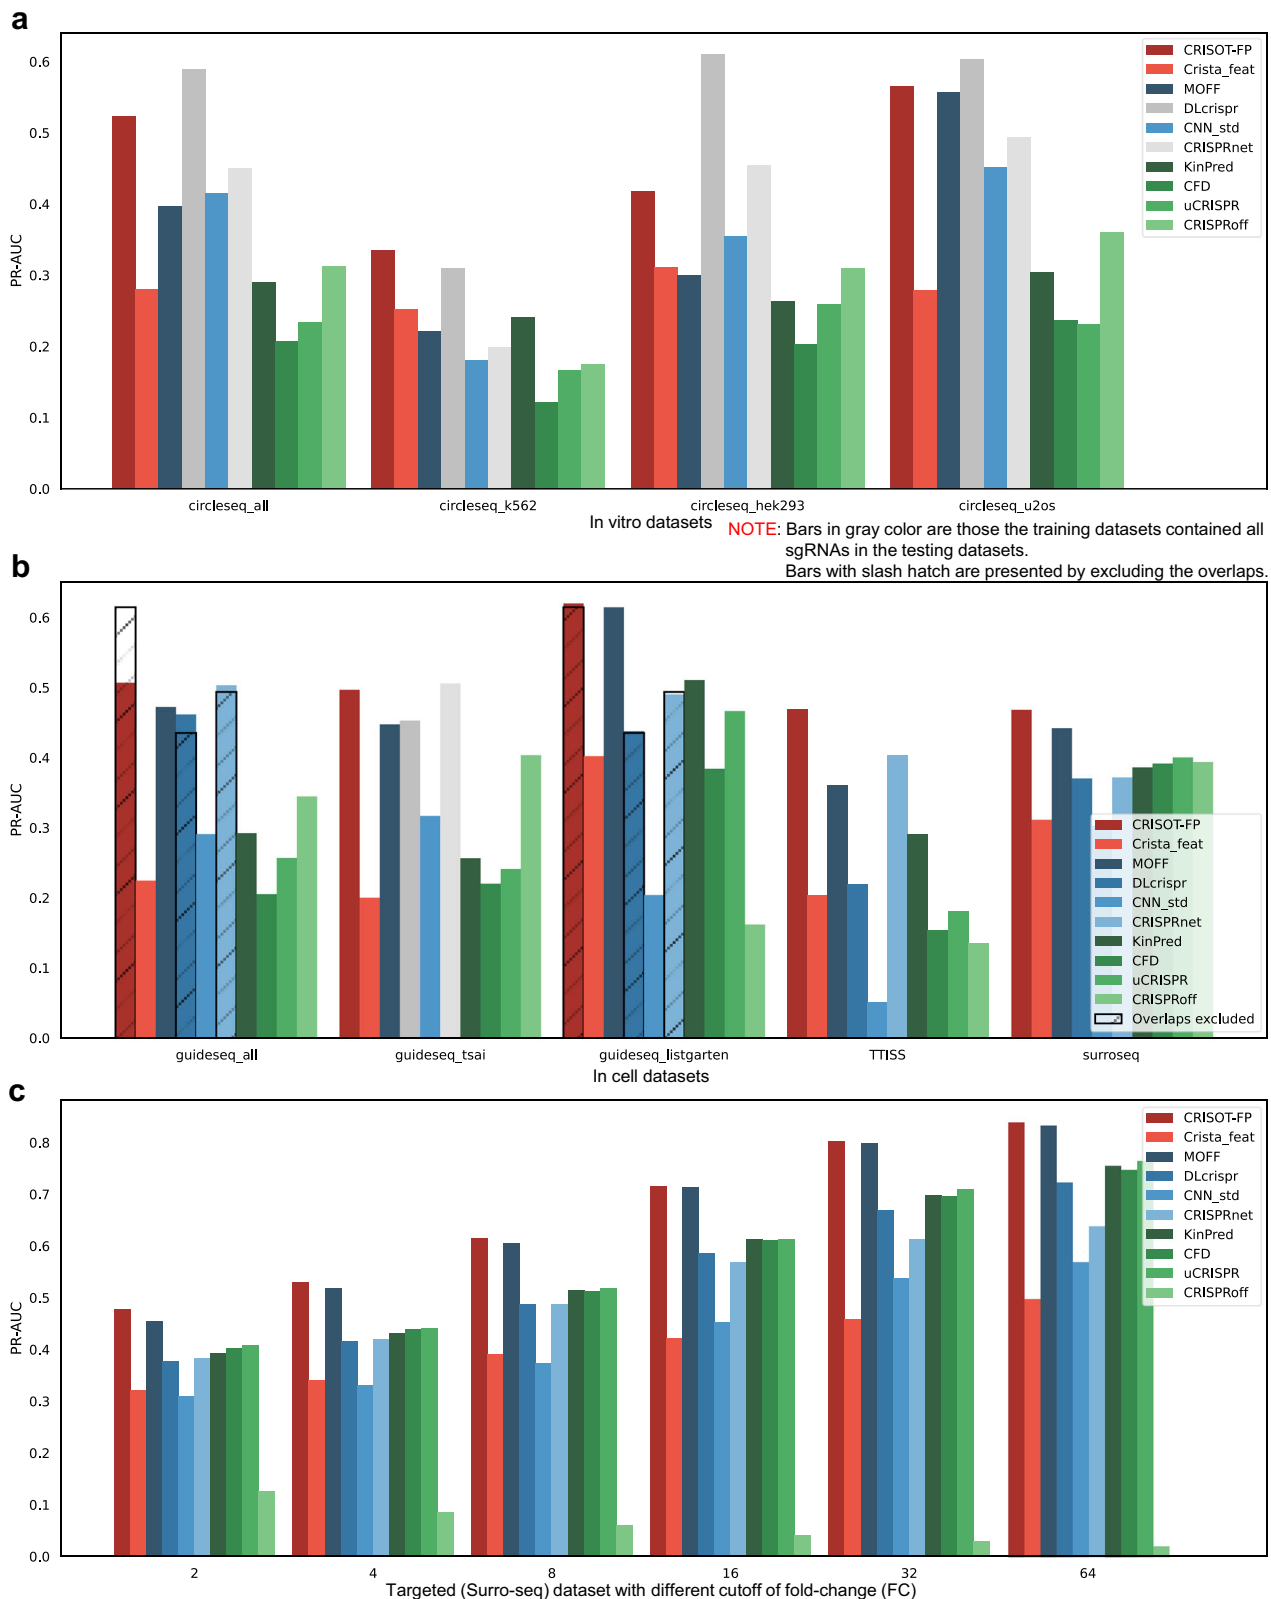 a
PR-AUC
0.6
0.5
0.4
0.3
0.2
0.1
0.0
CRISOT-FP
Crista_feat
MOFF
DLcrispr
CNN_std
CRISPRnet
KinPred
CFD
uCRISPR
CRISPRoff
circleseq_all
circleseq_k562
circleseq_hek293
circleseq_u2os
In vitro datasets
NOTE: Bars in gray color are those the training datasets contained all
sgRNAs in the testing datasets.
Bars with slash hatch are presented by excluding the overlaps.
b
PR-AUC
0.6
0.5
0.4
0.3
0.2
0.1
0.0
CRISOT-FP
Crista_feat
MOFF
DLcrispr
CNN_std
CRISPRnet
KinPred
CFD
uCRISPR
CRISPRoff
Overlaps excluded
guideseq_all
guideseq_tsai
guideseq_listgarten
TTISS
surroseq
In cell datasets
c
PR-AUC
0.8
0.7
0.6
0.5
0.4
0.3
0.2
0.1
0.0
CRISOT-FP
Crista_feat
MOFF
DLcrispr
CNN_std
CRISPRnet
KinPred
CFD
uCRISPR
CRISPRoff
2
4
8
16
32
64
Targeted (Surro-seq) dataset with different cutoff of fold-change (FC)